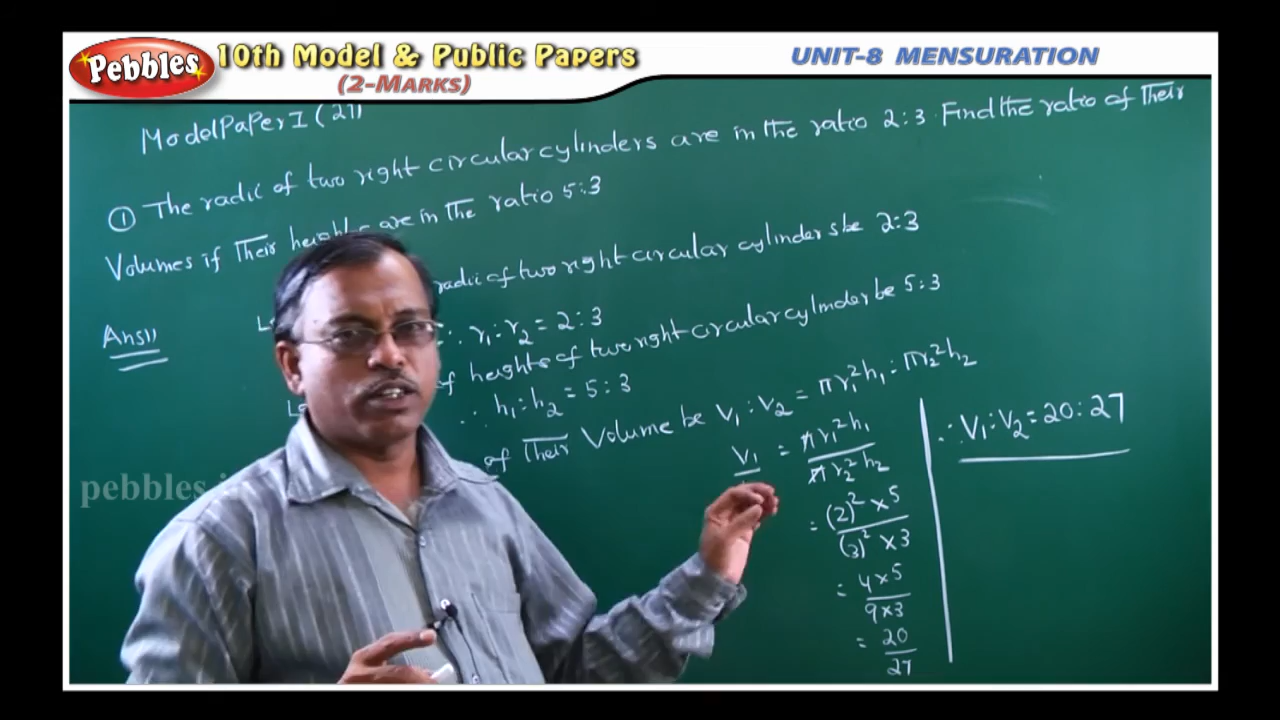 Pebbles
10th Model & Public Papers
(2-MARKS)
UNIT-8 MENSURATION
Model Paper I (27)
① The radii of two right circular cylinders are in the ratio 2:3. Find the ratio of Their
Volumes if Their heights are in the ratio 5:3
Ans||
radii of two right circular cylinders be 2:3
∴ r₁:r₂ = 2:3
of heights of two right circular cylinder be 5:3
∴ h₁:h₂ = 5:3
of Their Volume be V₁:V₂ = πr₁²h₁ : πr₂²h₂
V₁ = πr₁²h₁ / πr₂²h₂
= (2)² × 5 / (3)² × 3
= 4×5 / 9×3
= 20 / 27
∴ V₁:V₂ = 20:27
pebbles